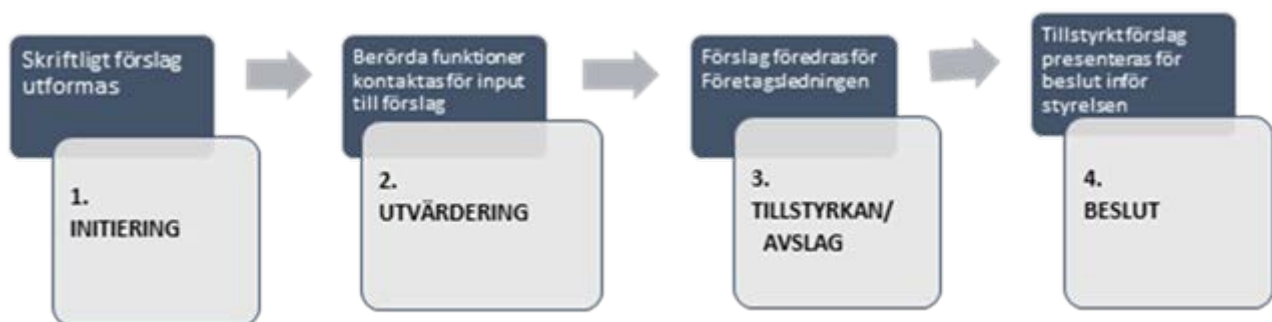 Skriftligt förslag
utformas
1.
INITIERING
Berörda funktioner
kontaktas för input
till förslag
2.
UTVÄRDERING
Förslag föredras för
Företagsledningen
3.
TILLSTYRKAN/
AVSLAG
Tillstyrkt förslag
presenteras för
beslut inför
styrelsen
4.
BESLUT